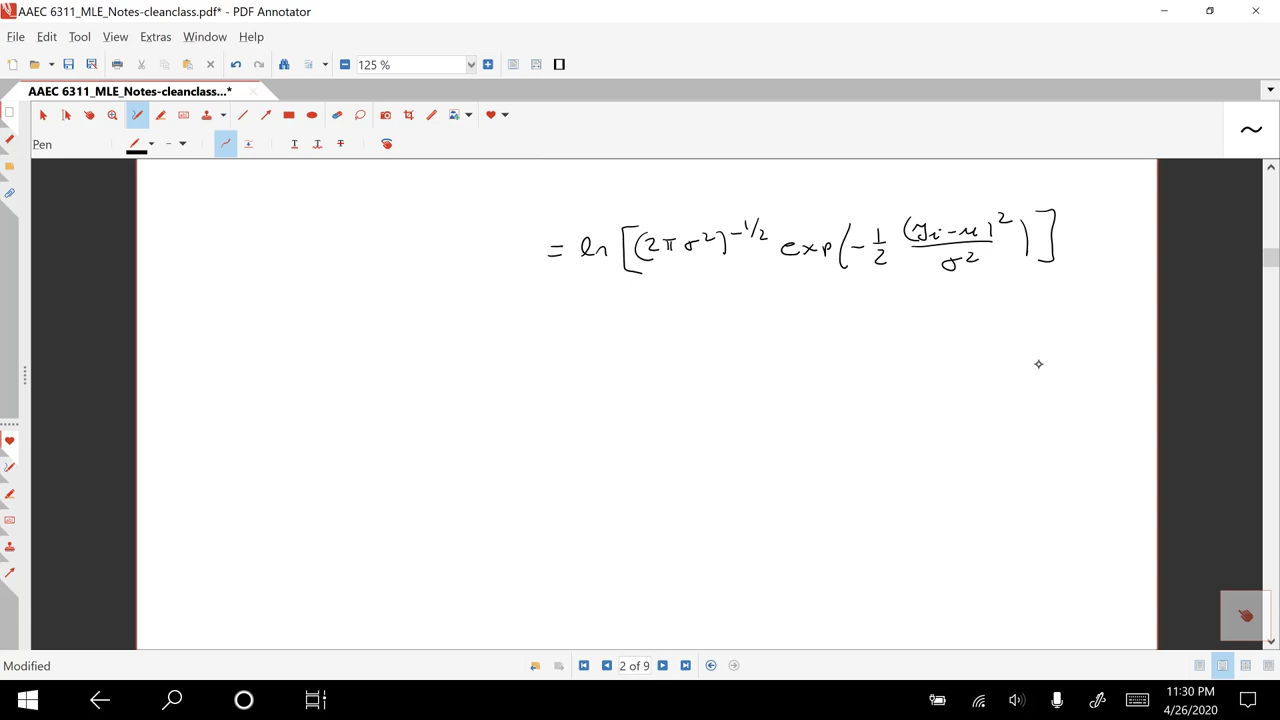 AAEC 6311_MLE_Notes-cleanclass.pdf* - PDF Annotator
File Edit Tool View Extras Window Help
125 %
AAEC 6311_MLE_Notes-cleanclass...*
Pen
= ln[(2πσ²)^-1/2 exp(-1/2 (yi-μ)²/σ²)]
Modified
2 of 9
11:30 PM
4/26/2020